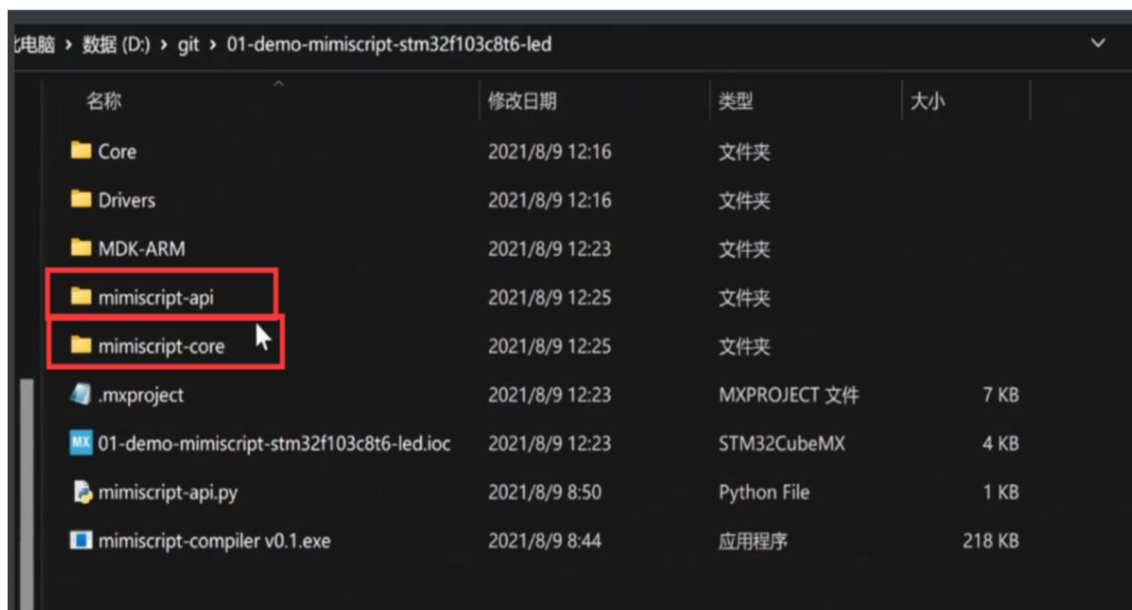 电脑 › 数据 (D:) › git › 01-demo-mimiscript-stm32f103c8t6-led
名称 修改日期 类型 大小
Core 2021/8/9 12:16 文件夹
Drivers 2021/8/9 12:16 文件夹
MDK-ARM 2021/8/9 12:23 文件夹
mimiscript-api 2021/8/9 12:25 文件夹
mimiscript-core 2021/8/9 12:25 文件夹
.mxproject 2021/8/9 12:23 MXPROJECT 文件 7 KB
MX 01-demo-mimiscript-stm32f103c8t6-led.ioc 2021/8/9 12:23 STM32CubeMX 4 KB
mimiscript-api.py 2021/8/9 8:50 Python File 1 KB
mimiscript-compiler v0.1.exe 2021/8/9 8:44 应用程序 218 KB